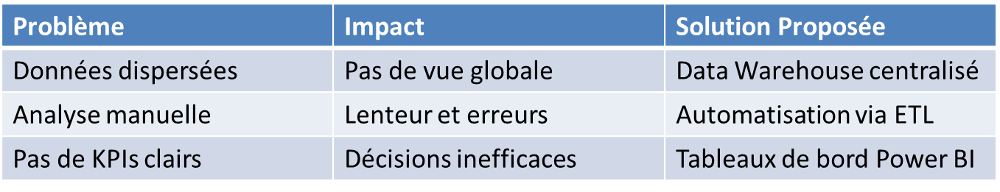 Problème Impact Solution Proposée
Données dispersées Pas de vue globale Data Warehouse centralisé
Analyse manuelle Lenteur et erreurs Automatisation via ETL
Pas de KPIs clairs Décisions inefficaces Tableaux de bord Power BI